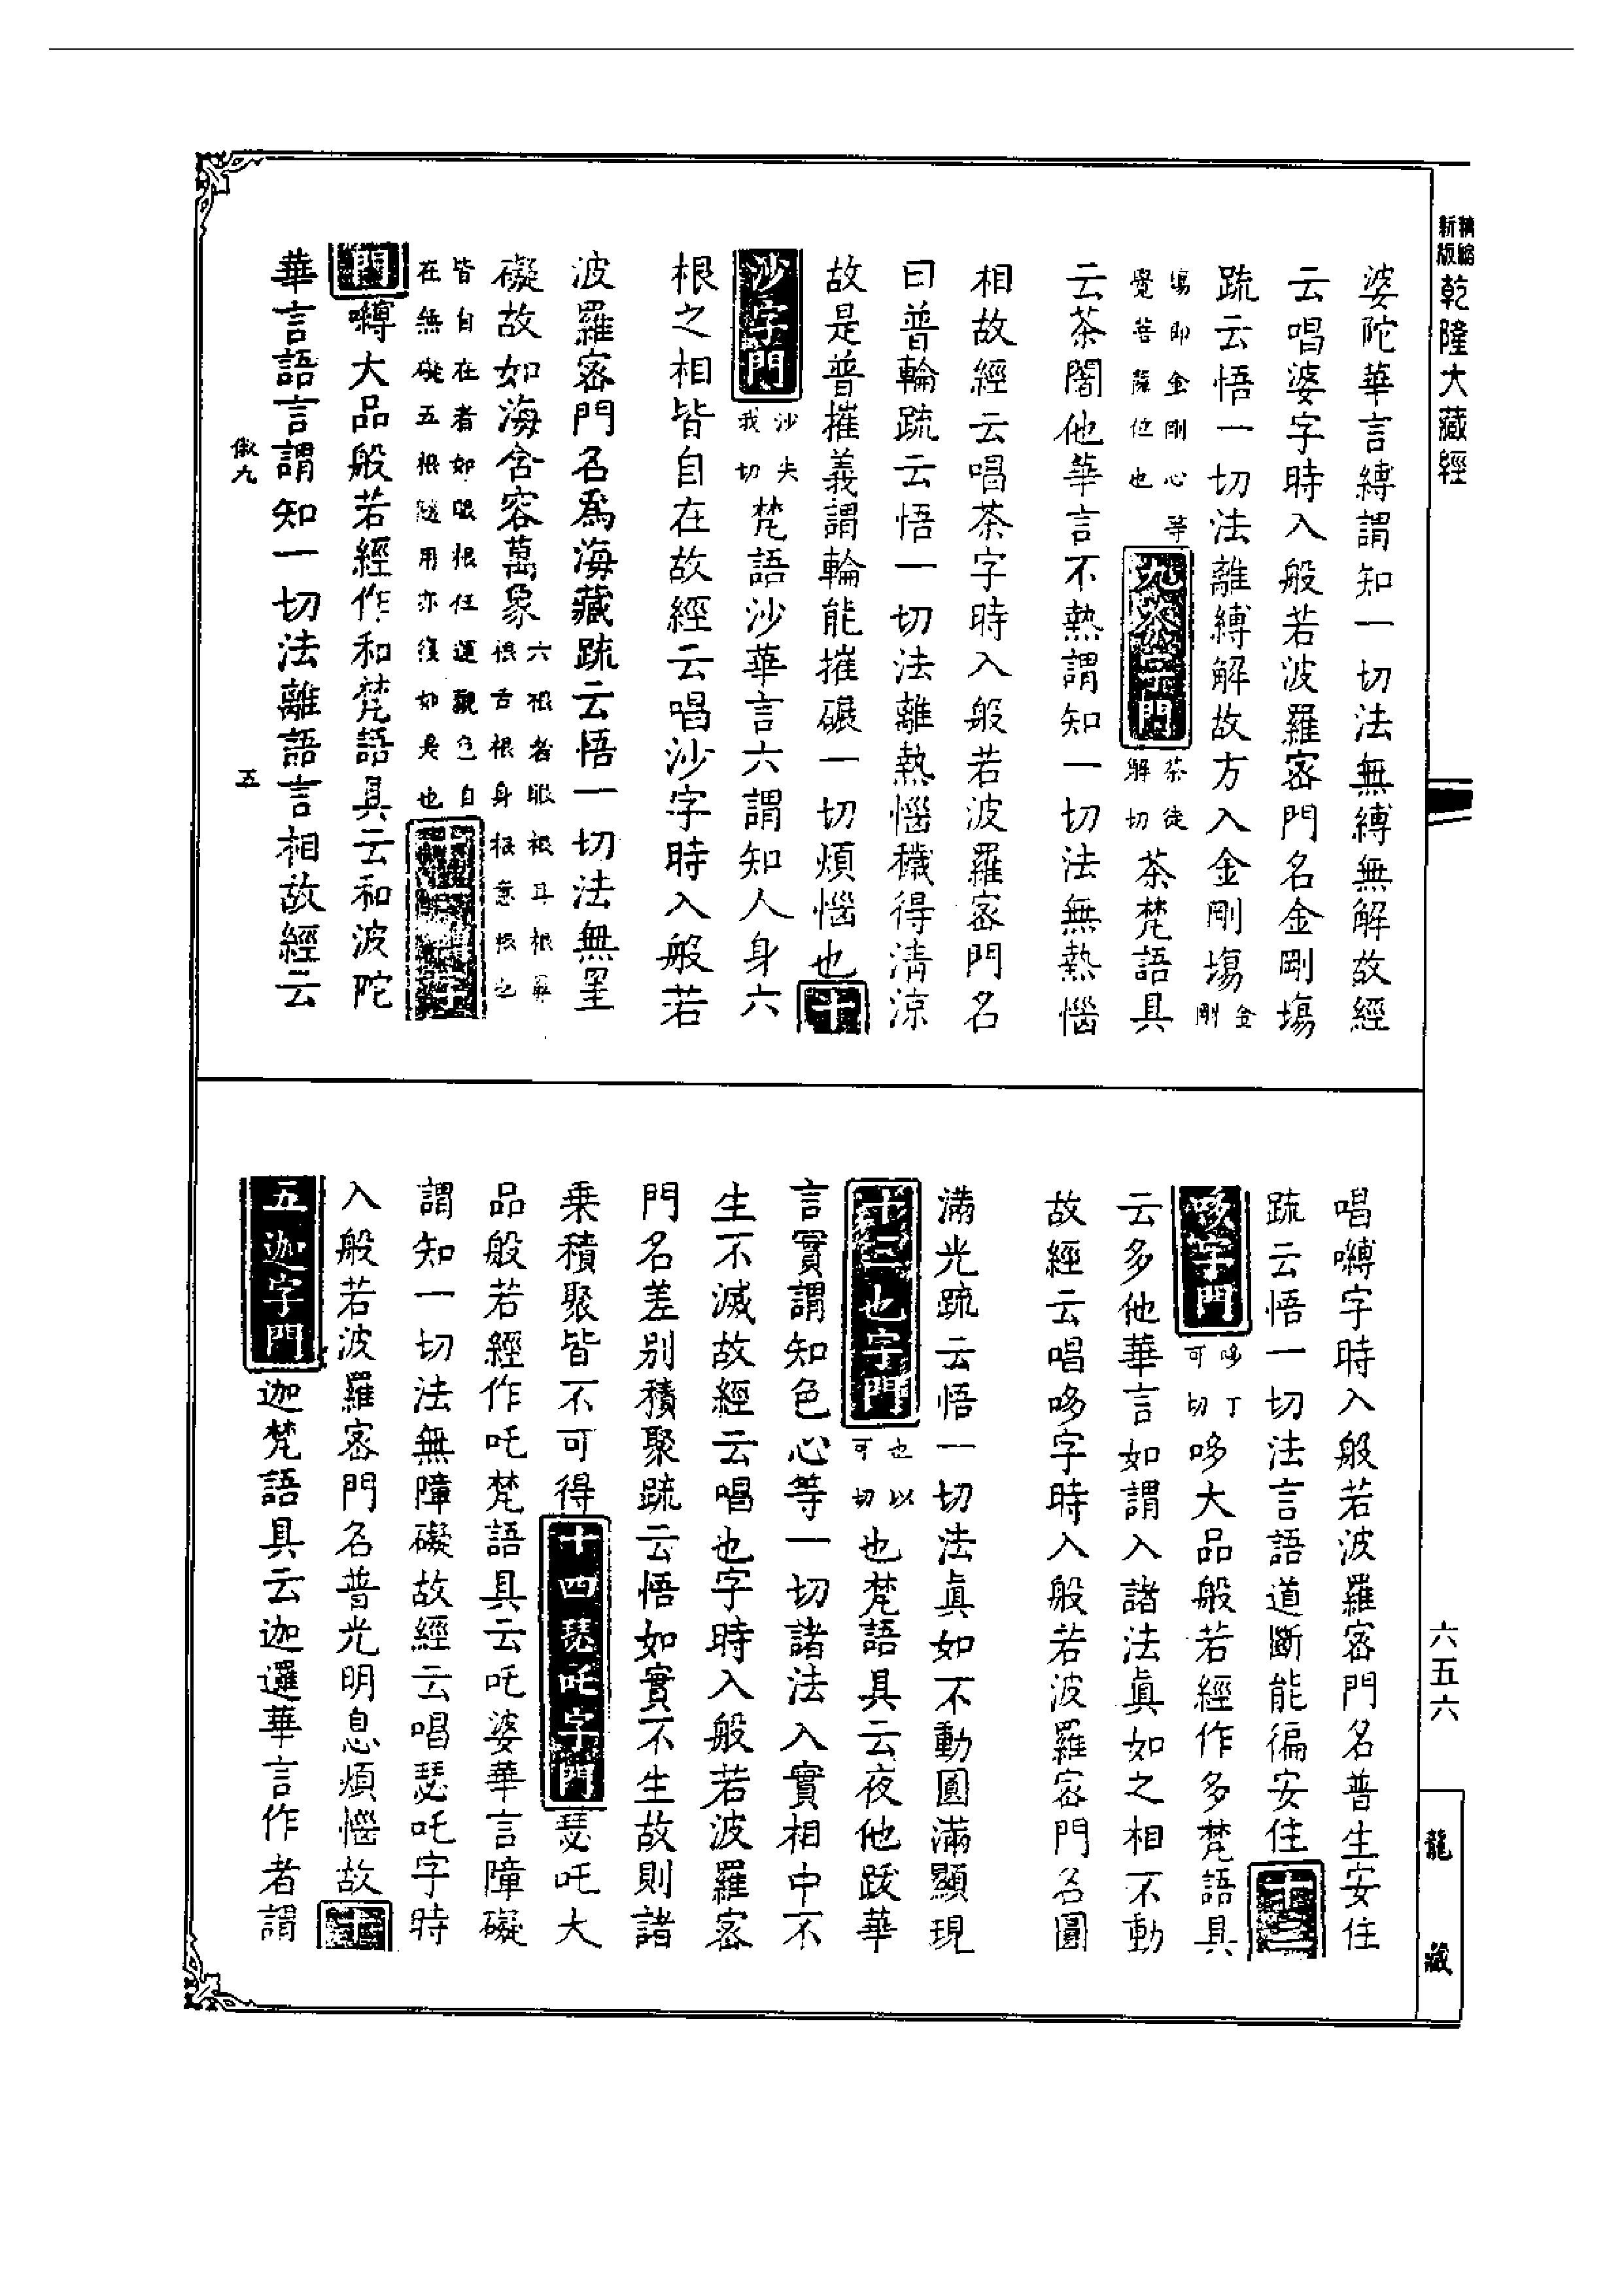 新版精縮乾隆大藏經
婆陀華言縛謂知一切法無縛無解故經
云唱婆字時入般若波羅密門名金剛場
疏云悟一切法離縛解故方入金剛場金剛
場即金剛心等覺菩薩位也九茶字門茶徒解切茶梵語具
云茶闍他華言不熱謂知一切法無熱惱
相故經云唱茶字時入般若波羅密門名
曰普輪疏云悟一切法離熱惱穢得清涼
故是普摧義謂輪能摧碾一切煩惱也十
沙字門沙失我切梵語沙華言六謂知人身六
根之相皆自在故經云唱沙字時入般若
波羅密門名為海藏疏云悟一切法無罣
礙故如海含容萬象六根者眼根耳根鼻根舌根身根意根也
皆自在者如眼根任運觀色自在無礙五根隨用亦復如是也
門嚩大品般若經作和梵語具云和波陀
華言語言謂知一切法離語言相故經云
傲九
五
唱嚩字時入般若波羅密門名普生安住
疏云悟一切法言語道斷能徧安住十二
哆字門哆丁可切哆大品般若經作多梵語具
云多他華言如謂入諸法真如之相不動
故經云唱哆字時入般若波羅密門名圓
滿光疏云悟一切法真如不動圓滿顯現
十三也字門也以可切也梵語具云夜他跋華
言實謂知色心等一切諸法入實相中不
生不滅故經云唱也字時入般若波羅密
門名差別積聚疏云悟如實不生故則諸
乗積聚皆不可得十四瑟吒字門瑟吒大
品般若經作吒梵語具云吒婆華言障礙
謂知一切法無障礙故經云唱瑟吒字時
入般若波羅密門名普光明息煩惱故十
五迦字門迦梵語具云迦邏華言作者謂
六五六
龍藏